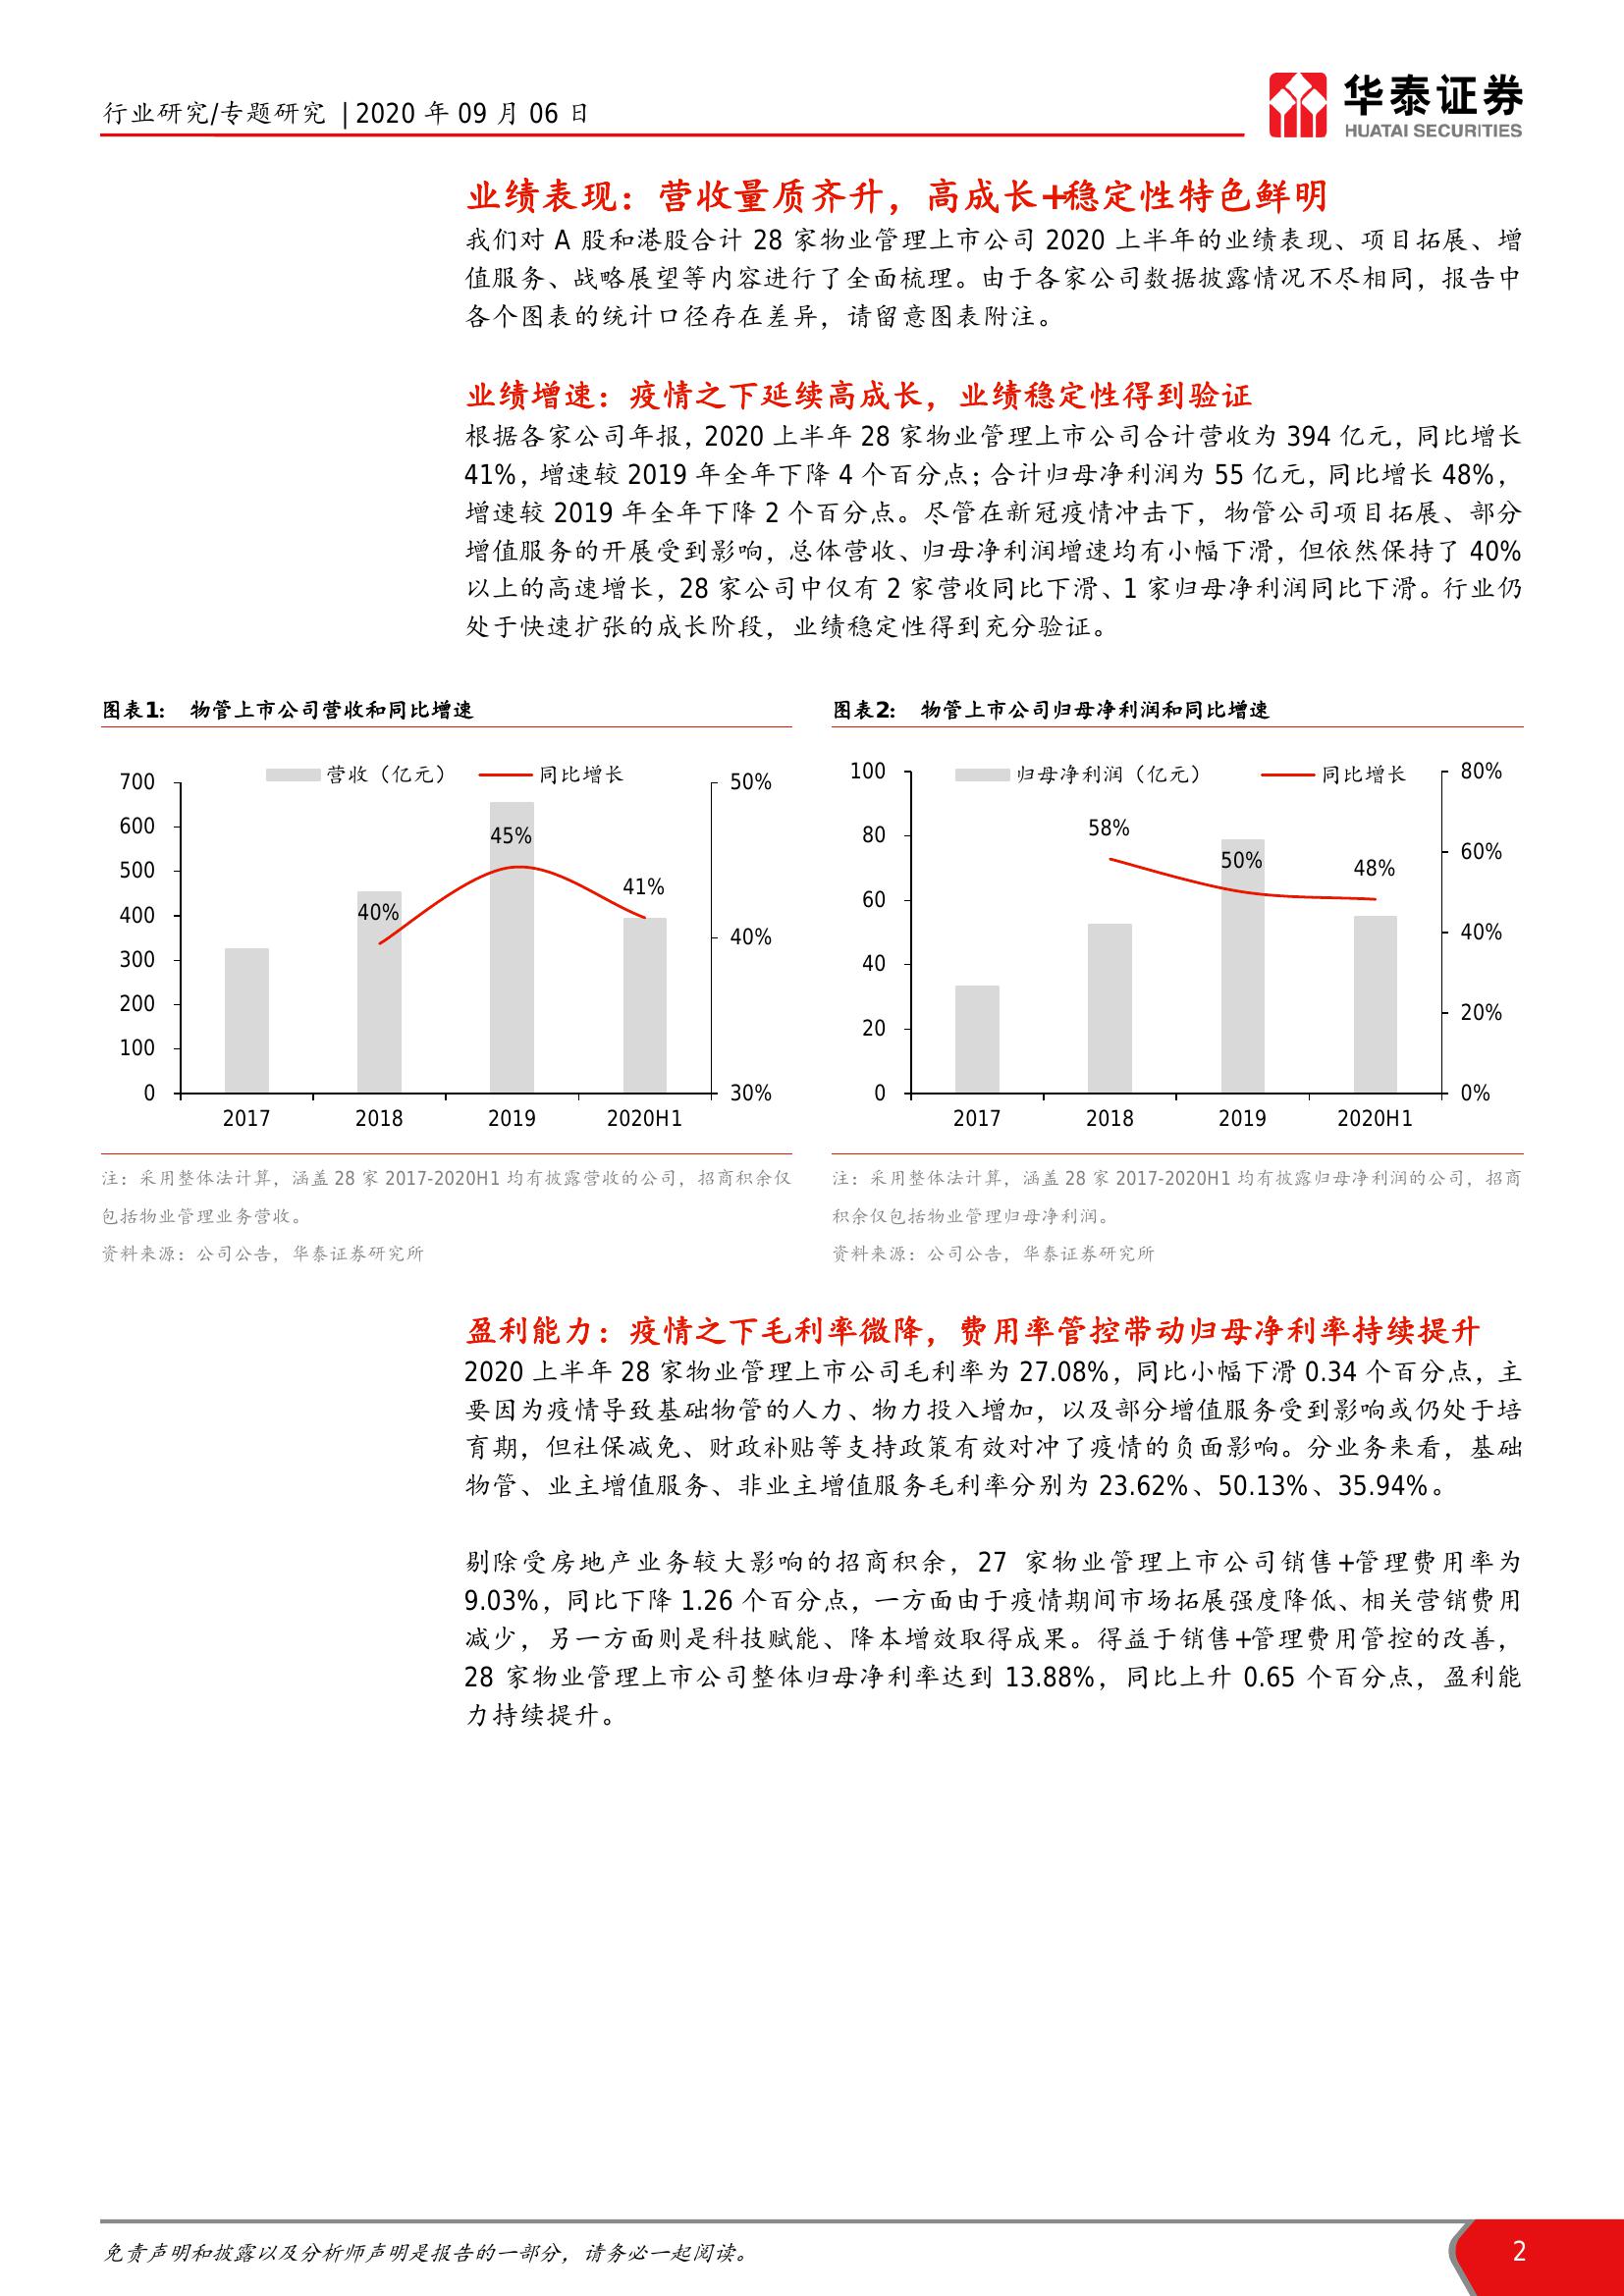 行业研究/专题研究 | 2020 年 09 月 06 日
华泰证券
HUATAI SECURITIES
业绩表现：营收量质齐升，高成长+稳定性特色鲜明
我们对 A 股和港股合计 28 家物业管理上市公司 2020 上半年的业绩表现、项目拓展、增
值服务、战略展望等内容进行了全面梳理。由于各家公司数据披露情况不尽相同，报告中
各个图表的统计口径存在差异，请留意图表附注。
业绩增速：疫情之下延续高成长，业绩稳定性得到验证
根据各家公司年报，2020 上半年 28 家物业管理上市公司合计营收为 394 亿元，同比增长
41%，增速较 2019 年全年下降 4 个百分点；合计归母净利润为 55 亿元，同比增长 48%，
增速较 2019 年全年下降 2 个百分点。尽管在新冠疫情冲击下，物管公司项目拓展、部分
增值服务的开展受到影响，总体营收、归母净利润增速均有小幅下滑，但依然保持了 40%
以上的高速增长，28 家公司中仅有 2 家营收同比下滑、1 家归母净利润同比下滑。行业仍
处于快速扩张的成长阶段，业绩稳定性得到充分验证。
图表1： 物管上市公司营收和同比增速
营收（亿元） 同比增长
700
600
500
400
300
200
100
0
50%
40%
30%
40%
45%
41%
2017 2018 2019 2020H1
注：采用整体法计算，涵盖 28 家 2017-2020H1 均有披露营收的公司，招商积余仅
包括物业管理业务营收。
资料来源：公司公告，华泰证券研究所
图表2： 物管上市公司归母净利润和同比增速
归母净利润（亿元） 同比增长
100
80
60
40
20
0
80%
60%
40%
20%
0%
58%
50%
48%
2017 2018 2019 2020H1
注：采用整体法计算，涵盖 28 家 2017-2020H1 均有披露归母净利润的公司，招商
积余仅包括物业管理归母净利润。
资料来源：公司公告，华泰证券研究所
盈利能力：疫情之下毛利率微降，费用率管控带动归母净利率持续提升
2020 上半年 28 家物业管理上市公司毛利率为 27.08%，同比小幅下滑 0.34 个百分点，主
要因为疫情导致基础物管的人力、物力投入增加，以及部分增值服务受到影响或仍处于培
育期，但社保减免、财政补贴等支持政策有效对冲了疫情的负面影响。分业务来看，基础
物管、业主增值服务、非业主增值服务毛利率分别为 23.62%、50.13%、35.94%。
剔除受房地产业务较大影响的招商积余，27 家物业管理上市公司销售+管理费用率为
9.03%，同比下降 1.26 个百分点，一方面由于疫情期间市场拓展强度降低、相关营销费用
减少，另一方面则是科技赋能、降本增效取得成果。得益于销售+管理费用管控的改善，
28 家物业管理上市公司整体归母净利率达到 13.88%，同比上升 0.65 个百分点，盈利能
力持续提升。
免责声明和披露以及分析师声明是报告的一部分，请务必一起阅读。
2